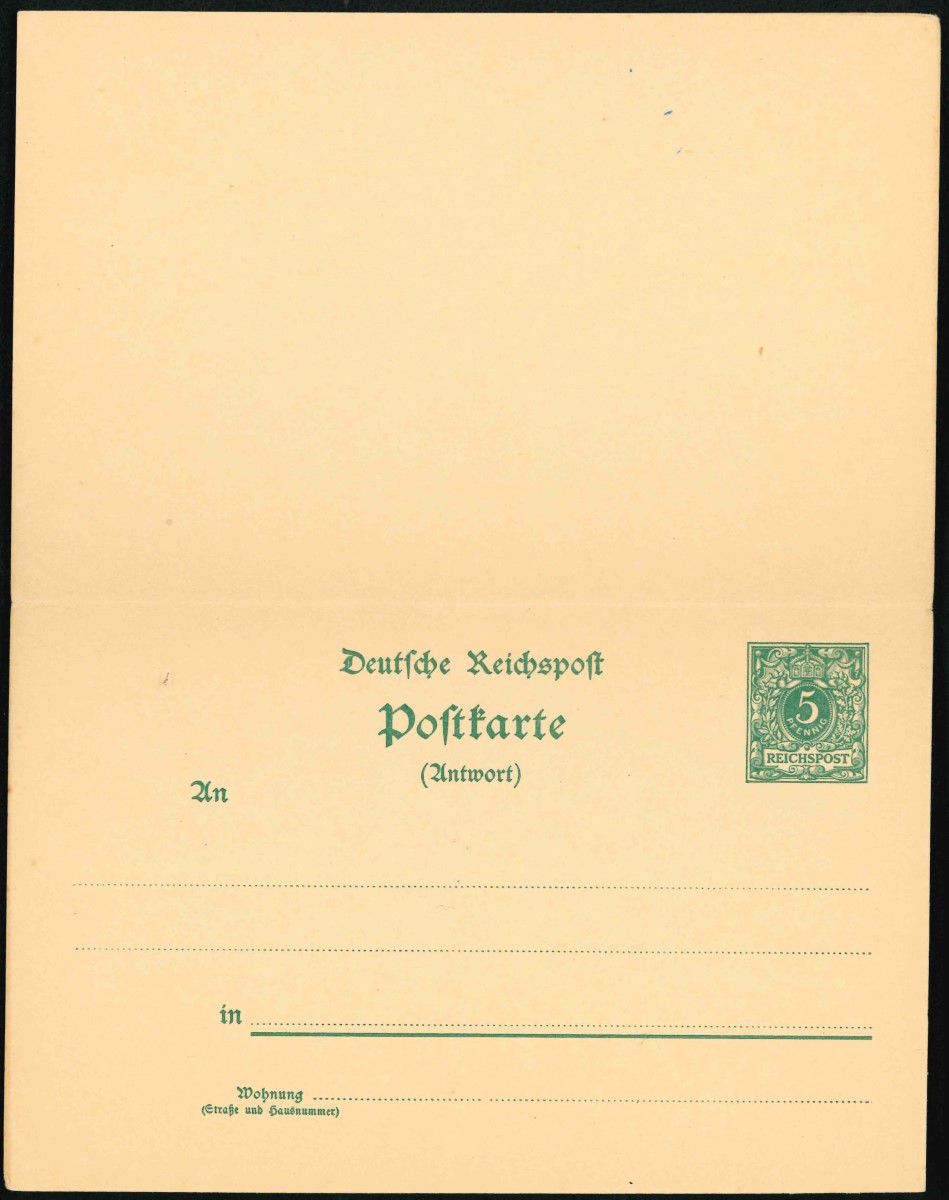 Deutsche Reichspost
Postkarte
(Antwort)
5
PFENNIG
REICHSPOST
An
in
Wohnung
(Straße und Hausnummer)